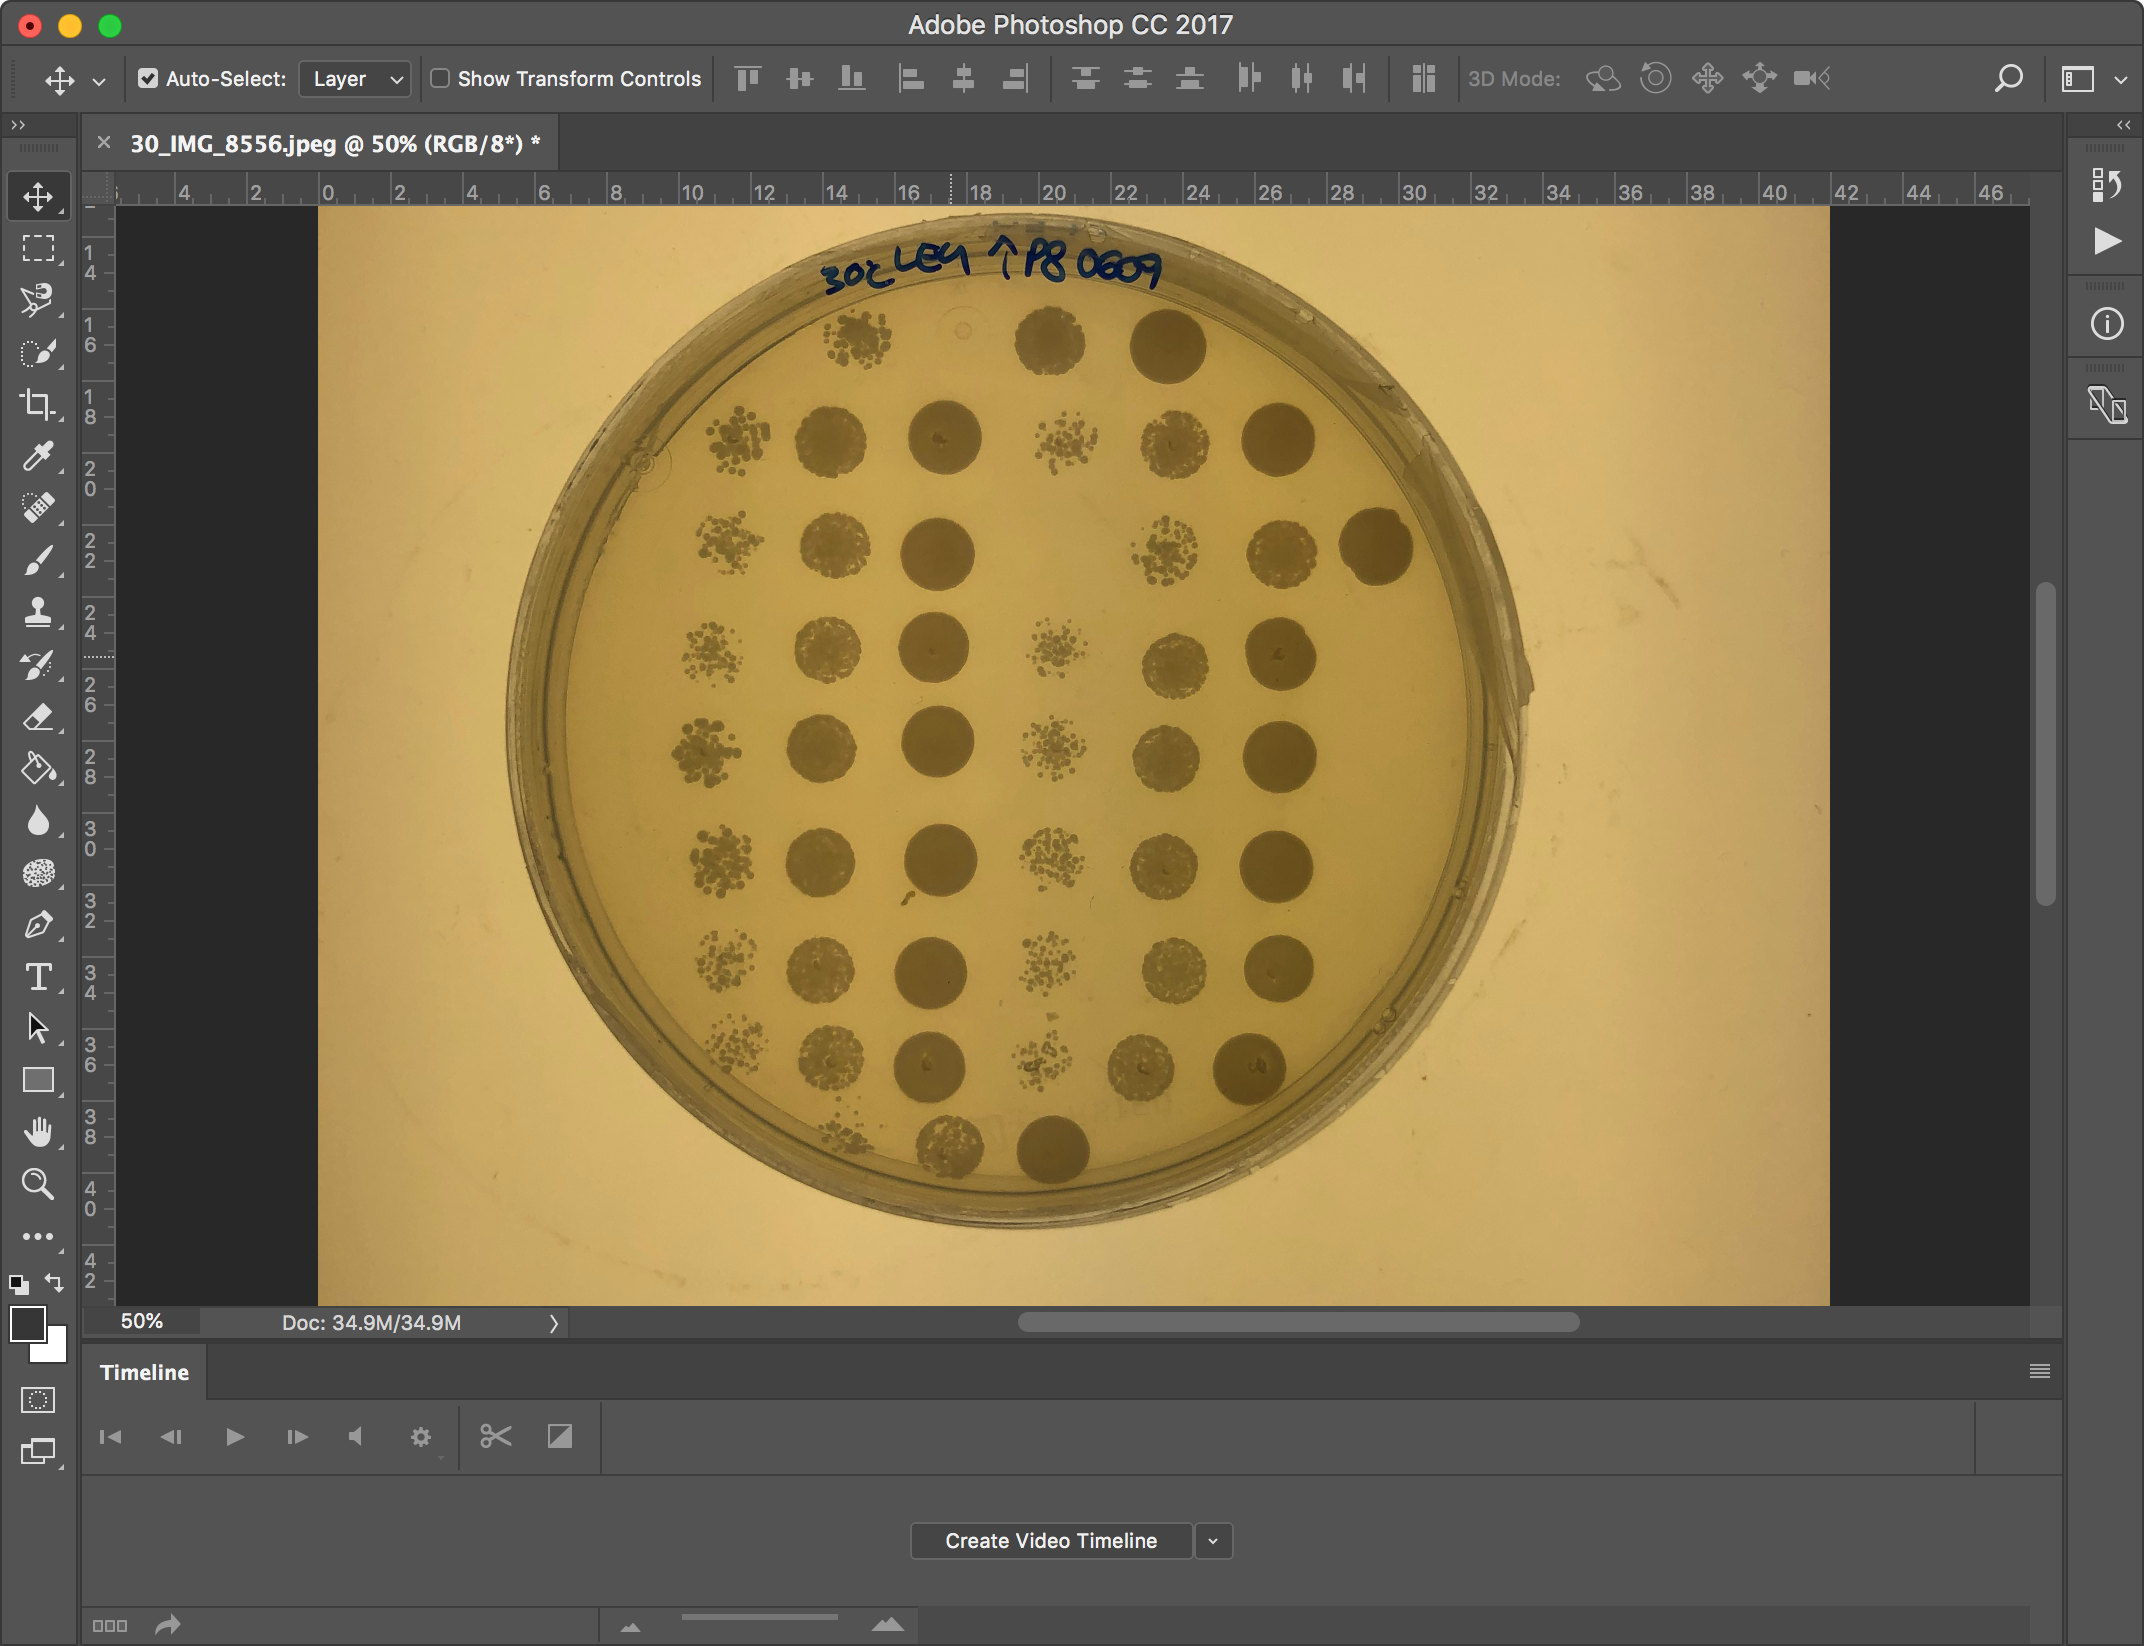 Adobe Photoshop CC 2017
Auto-Select: Layer Show Transform Controls 3D Mode:
30_IMG_8556.jpeg @ 50% (RGB/8*) *
4 2 0 2 4 6 8 10 12 14 16 18 20 22 24 26 28 30 32 34 36 38 40 42 44 46
14
16
18
20
22
24
26
28
30
32
34
36
38
40
42
30°C LEU ↑ P8 0609
50% Doc: 34.9M/34.9M
Timeline
Create Video Timeline